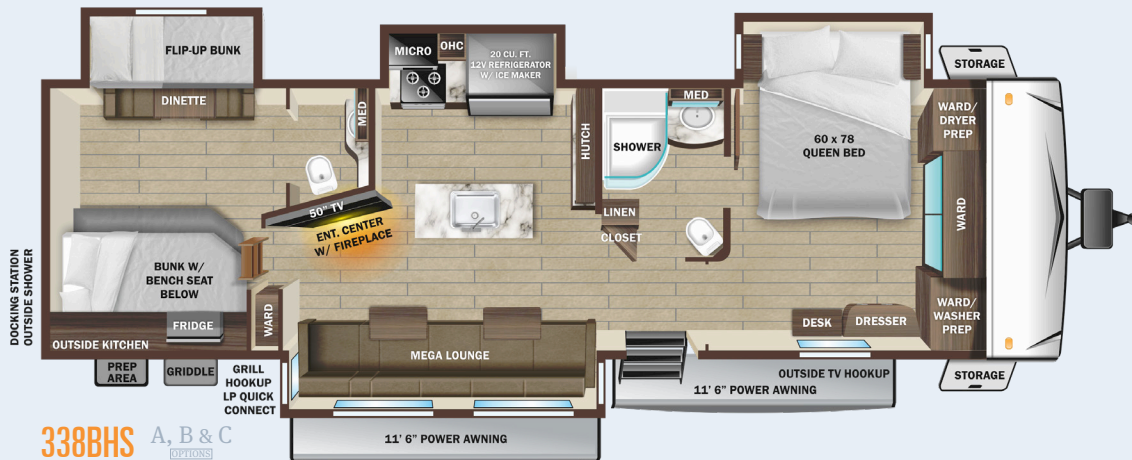 FLIP-UP BUNK
DINETTE
MED
MICRO
OHC
20 CU. FT.
12V REFRIGERATOR
W/ ICE MAKER
HUTCH
SHOWER
MED
LINEN
CLOSET
60 x 78
QUEEN BED
STORAGE
WARD/
DRYER
PREP
WARD
WARD/
WASHER
PREP
STORAGE
50" TV
ENT. CENTER
W/ FIREPLACE
BUNK W/
BENCH SEAT
BELOW
DOCKING STATION
OUTSIDE SHOWER
FRIDGE
OUTSIDE KITCHEN
WARD
MEGA LOUNGE
DESK
DRESSER
PREP
AREA
GRIDDLE
GRILL
HOOKUP
LP QUICK
CONNECT
OUTSIDE TV HOOKUP
11' 6" POWER AWNING
11' 6" POWER AWNING
338BHS
A, B & C
OPTIONS